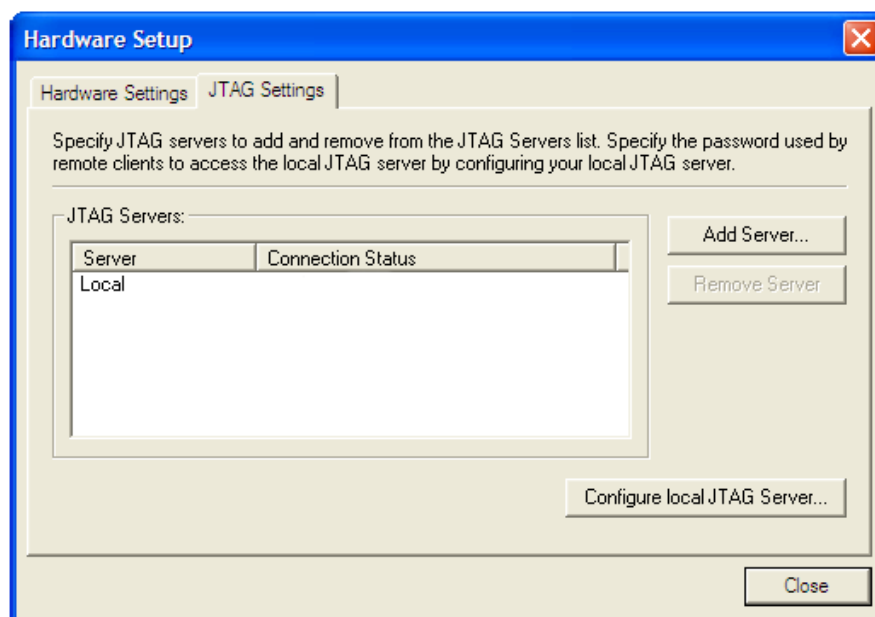 Hardware Setup
Hardware Settings
JTAG Settings
Specify JTAG servers to add and remove from the JTAG Servers list. Specify the password used by
remote clients to access the local JTAG server by configuring your local JTAG server.
JTAG Servers:
Server
Connection Status
Local
Add Server...
Remove Server
Configure local JTAG Server...
Close